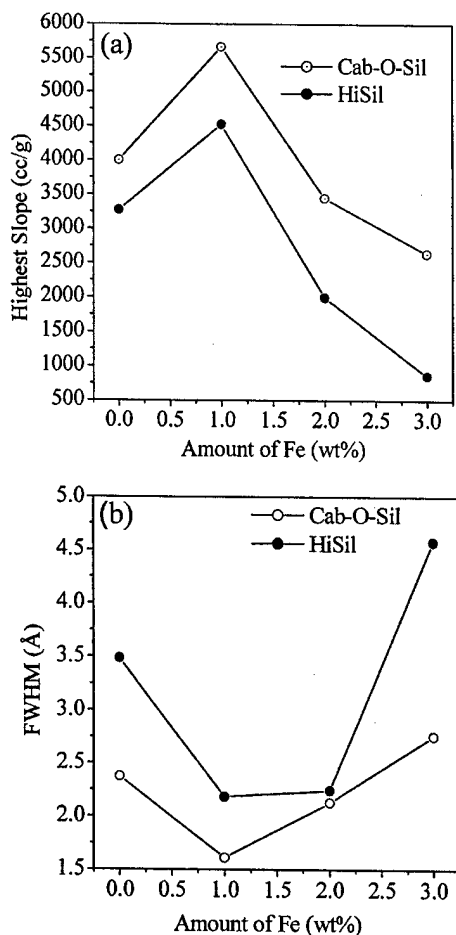 (a)
6000
5500
5000
4500
4000
3500
3000
2500
2000
1500
1000
500
Highest Slope (cc/g)
Cab-O-Sil
HiSil
0.0 0.5 1.0 1.5 2.0 2.5 3.0
Amount of Fe (wt%)
(b)
5.0
4.5
4.0
3.5
3.0
2.5
2.0
1.5
FWHM (Å)
Cab-O-Sil
HiSil
0.0 0.5 1.0 1.5 2.0 2.5 3.0
Amount of Fe (wt%)